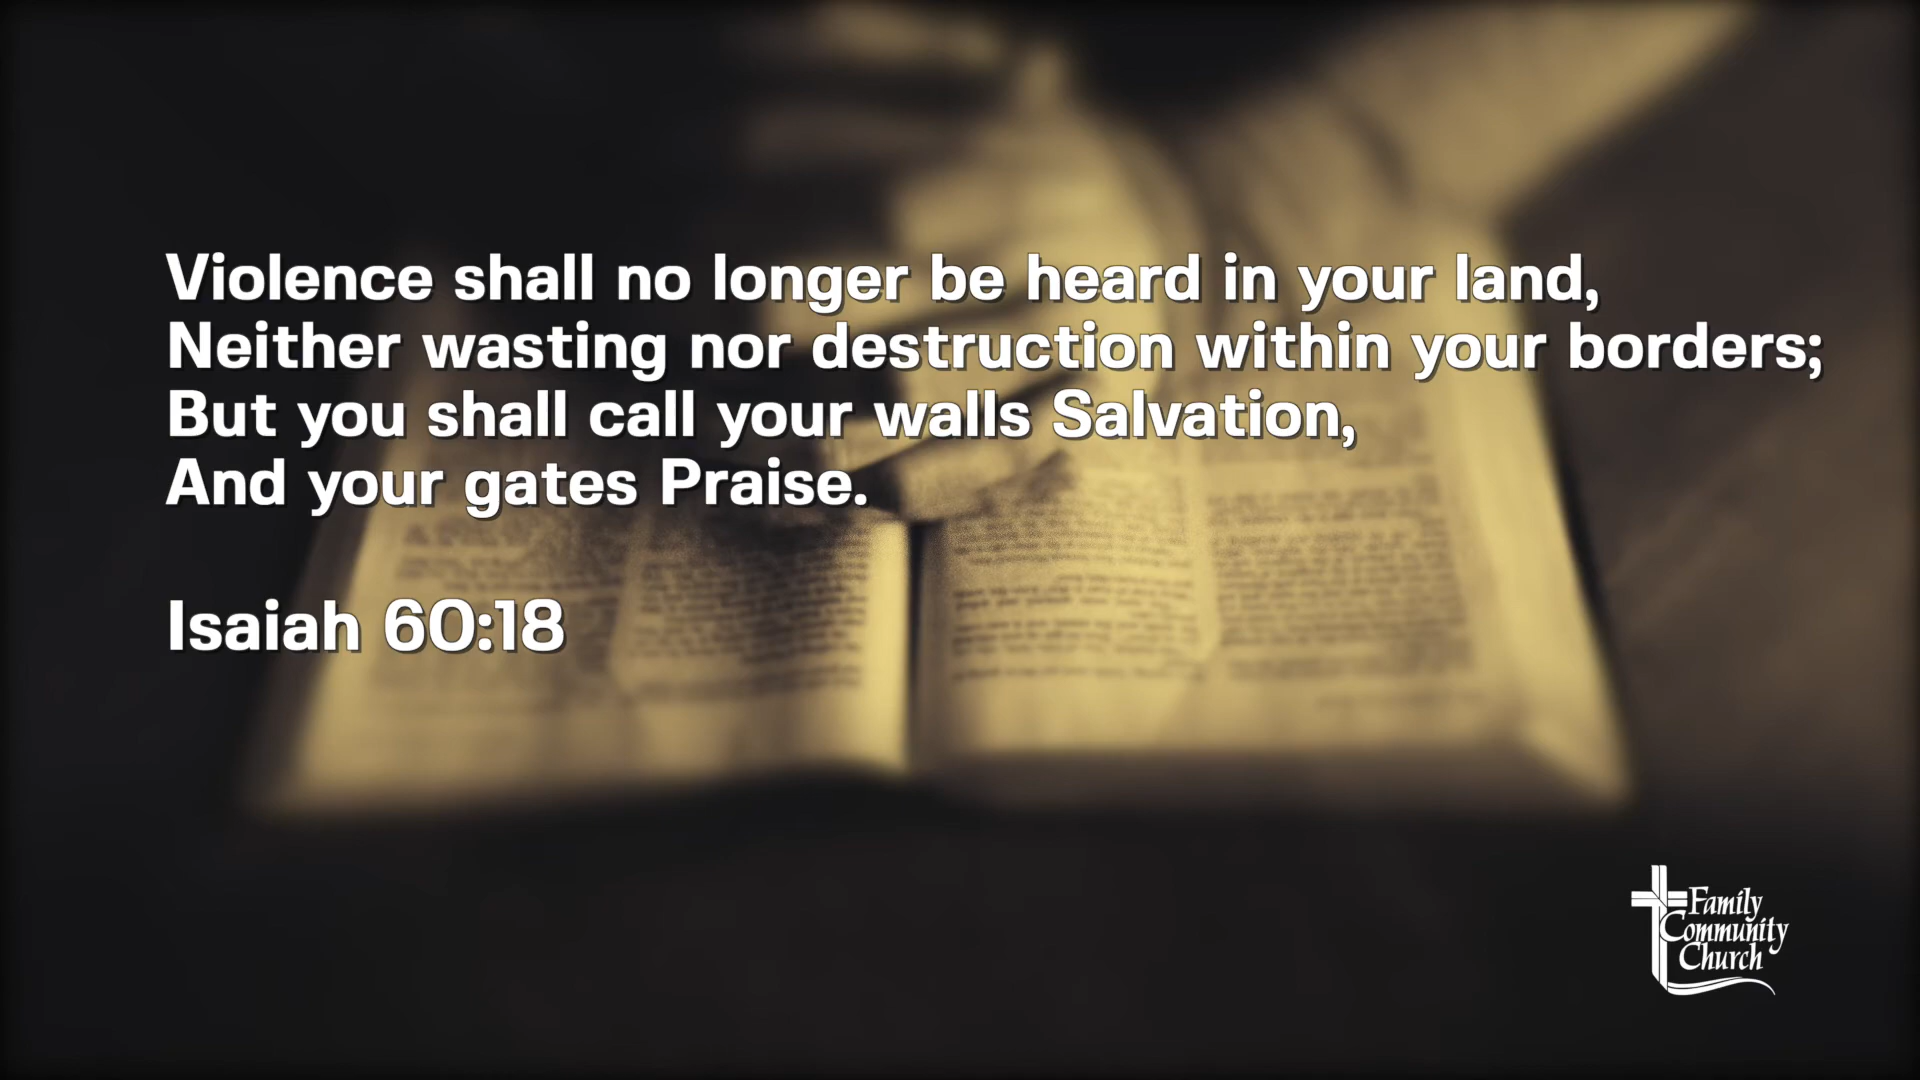 Violence shall no longer be heard in your land,
Neither wasting nor destruction within your borders;
But you shall call your walls Salvation,
And your gates Praise.
Isaiah 60:18
Family
Community
Church